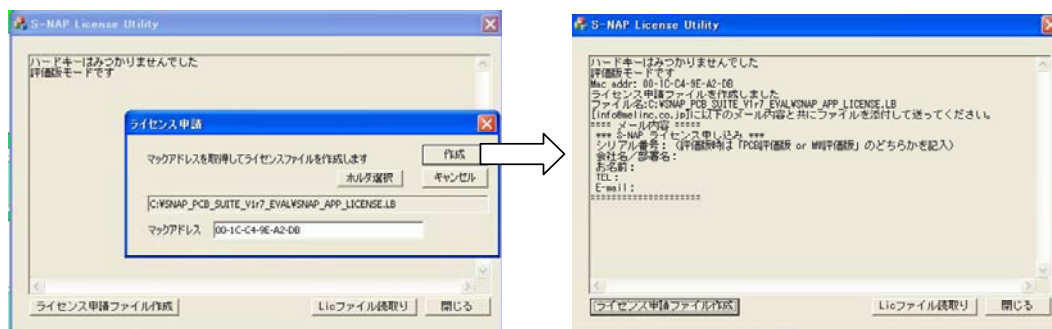 S-NAP License Utility
ハードキーはみつかりませんでした
評価版モードです
ライセンス申請
マックアドレスを取得してライセンスファイルを作成します
作成
ホルダ選択
キャンセル
C:¥SNAP_PCB_SUITE_V1r7_EVAL¥SNAP_APP_LICENSE.LB
マックアドレス 00-1C-C4-9E-A2-DB
ライセンス申請ファイル作成
Licファイル読取り
閉じる
S-NAP License Utility
ハードキーはみつかりませんでした
評価版モードです
Mac addr: 00-1C-C4-9E-A2-DB
ライセンス申請ファイルを作成しました
ファイル名:C:¥SNAP_PCB_SUITE_V1r7_EVAL¥SNAP_APP_LICENSE.LB
[info@melinc.co.jp]に以下のメール内容と共にファイルを添付して送ってください。
==== メール内容 =====
*** S-NAP ライセンス申し込み ***
シリアル番号: (評価版時は「PCB評価版 or MW評価版」のどちらかを記入)
会社名/部署名:
お名前:
TEL:
E-mail:
=====================
ライセンス申請ファイル作成
Licファイル読取り
閉じる